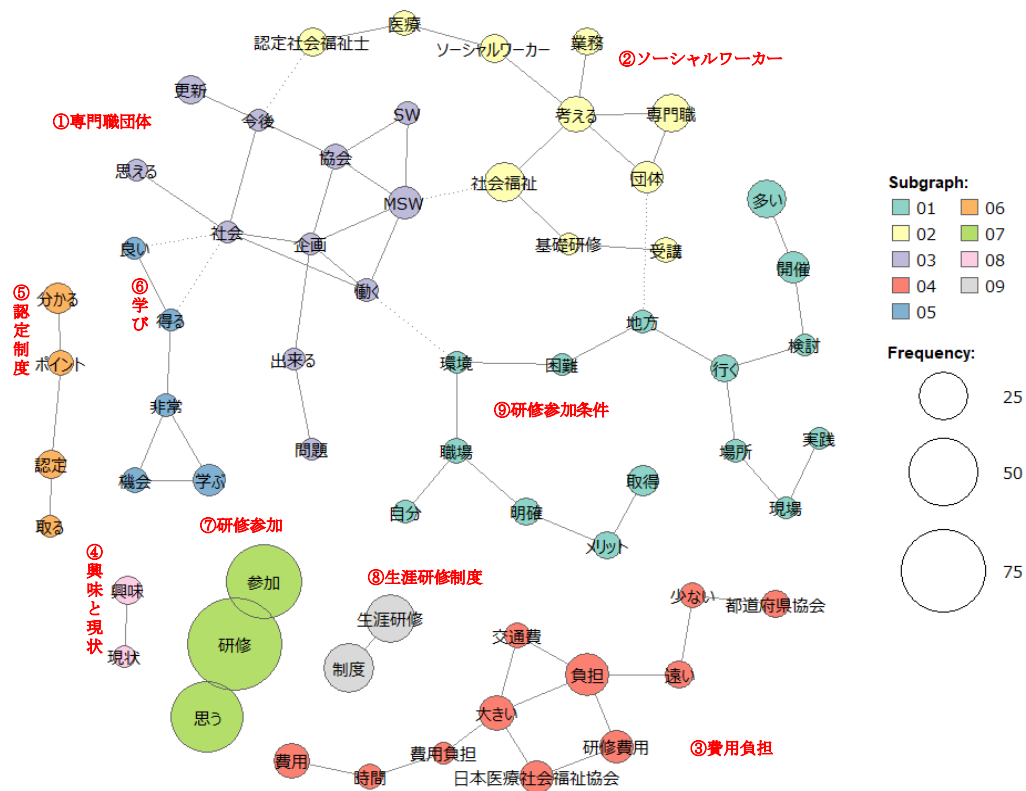 医療
認定社会福祉士
ソーシャルワーカー
業務
②ソーシャルワーカー
更新
①専門職団体
今後
SW
考える
専門職
思える
協会
社会福祉
団体
MSW
多い
良い
社会
企画
基礎研修
受講
開催
⑤認定制度
分かる
⑥学び
得る
働く
地方
検討
ポイント
出来る
環境
困難
行く
非常
⑨研修参加条件
問題
職場
場所
実践
認定
機会
学ぶ
取得
自分
明確
現場
取る
⑦研修参加
メリット
④興味と現状
興味
参加
⑧生涯研修制度
少ない
都道府県協会
生涯研修
交通費
研修
現状
制度
負担
遠い
思う
大きい
研修費用
③費用負担
費用
費用負担
時間
日本医療社会福祉協会
Subgraph:
01
02
03
04
05
06
07
08
09
Frequency:
25
50
75